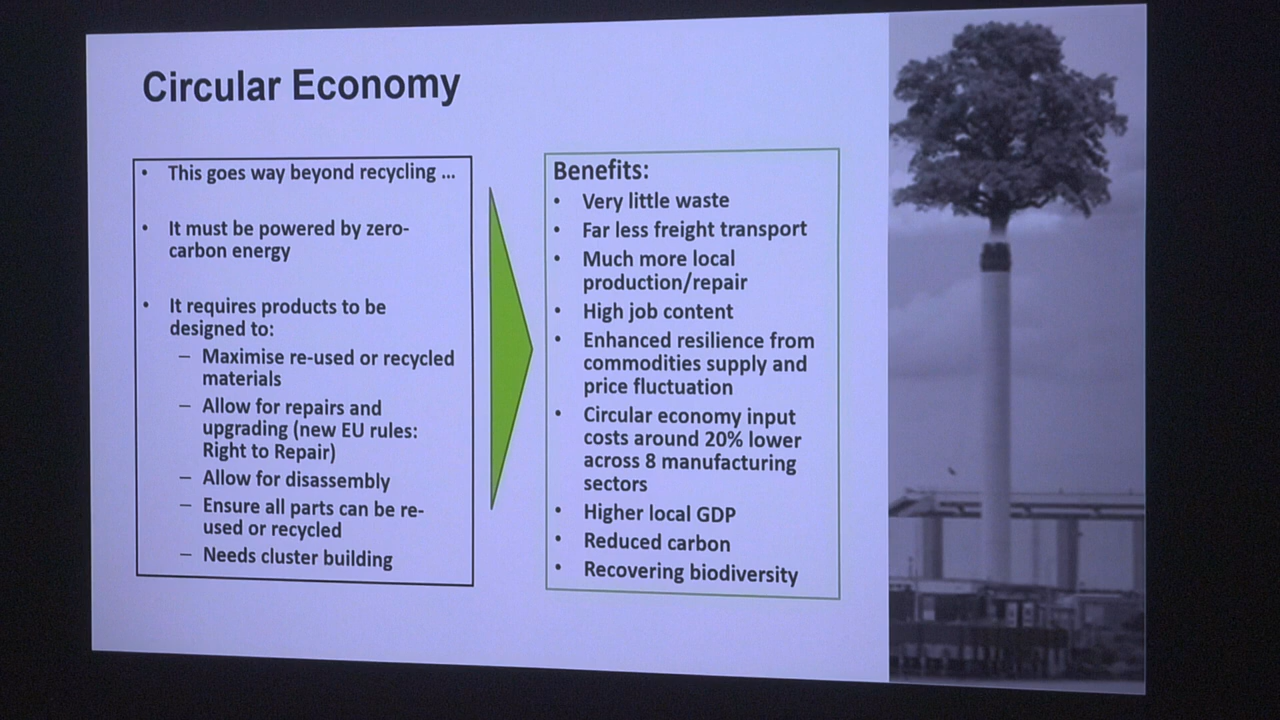 Circular Economy
• This goes way beyond recycling ...
• It must be powered by zero-
carbon energy
• It requires products to be
designed to:
– Maximise re-used or recycled
materials
– Allow for repairs and
upgrading (new EU rules:
Right to Repair)
– Allow for disassembly
– Ensure all parts can be re-
used or recycled
– Needs cluster building
Benefits:
• Very little waste
• Far less freight transport
• Much more local
production/repair
• High job content
• Enhanced resilience from
commodities supply and
price fluctuation
• Circular economy input
costs around 20% lower
across 8 manufacturing
sectors
• Higher local GDP
• Reduced carbon
• Recovering biodiversity